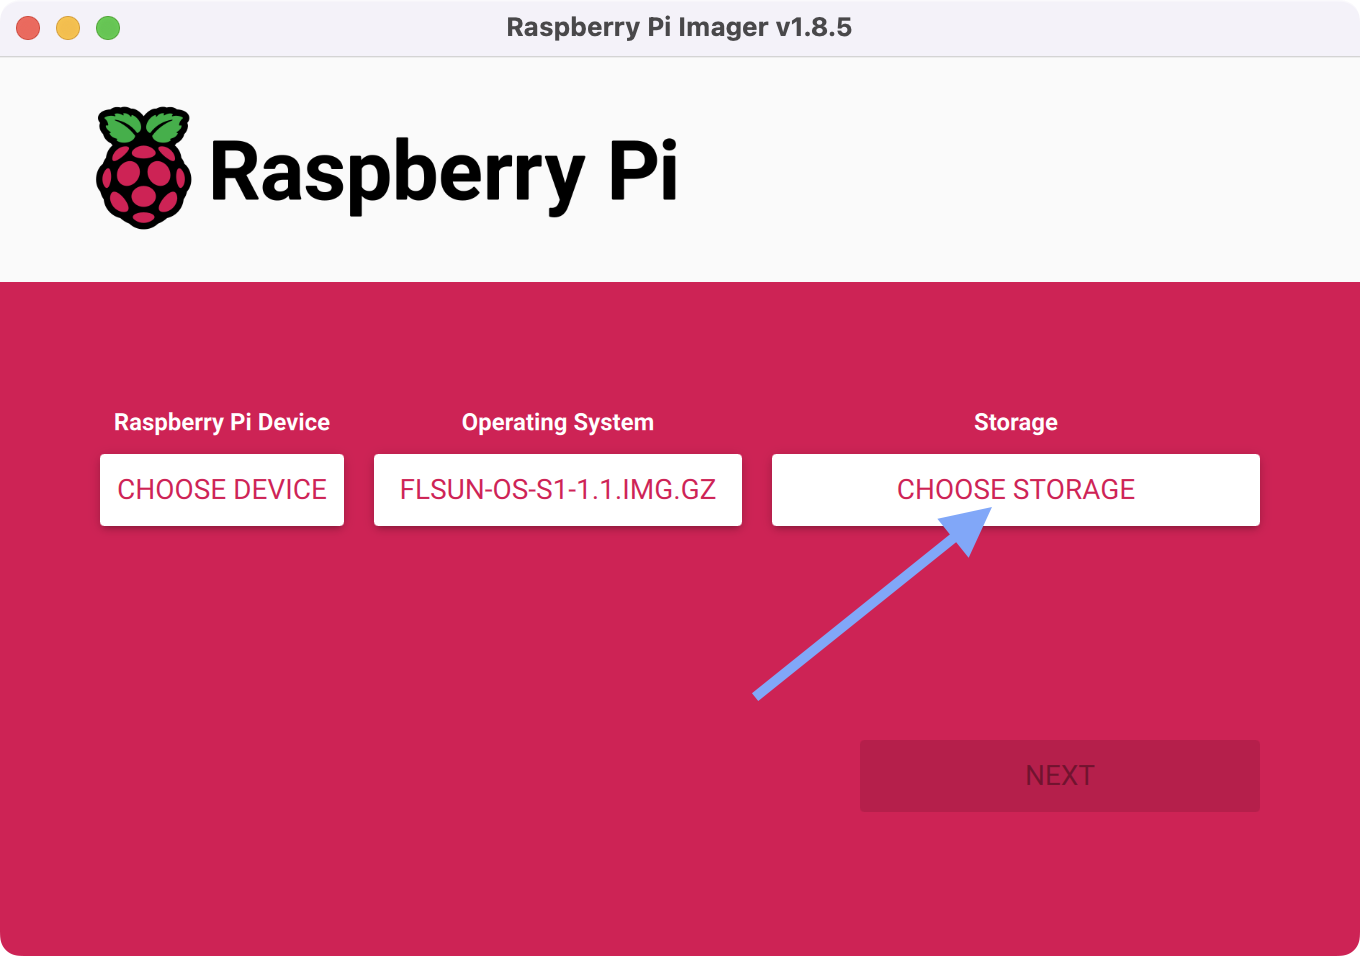 Raspberry Pi Imager v1.8.5
Raspberry Pi
Raspberry Pi Device
Operating System
Storage
CHOOSE DEVICE
FLSUN-OS-S1-1.1.IMG.GZ
CHOOSE STORAGE
NEXT